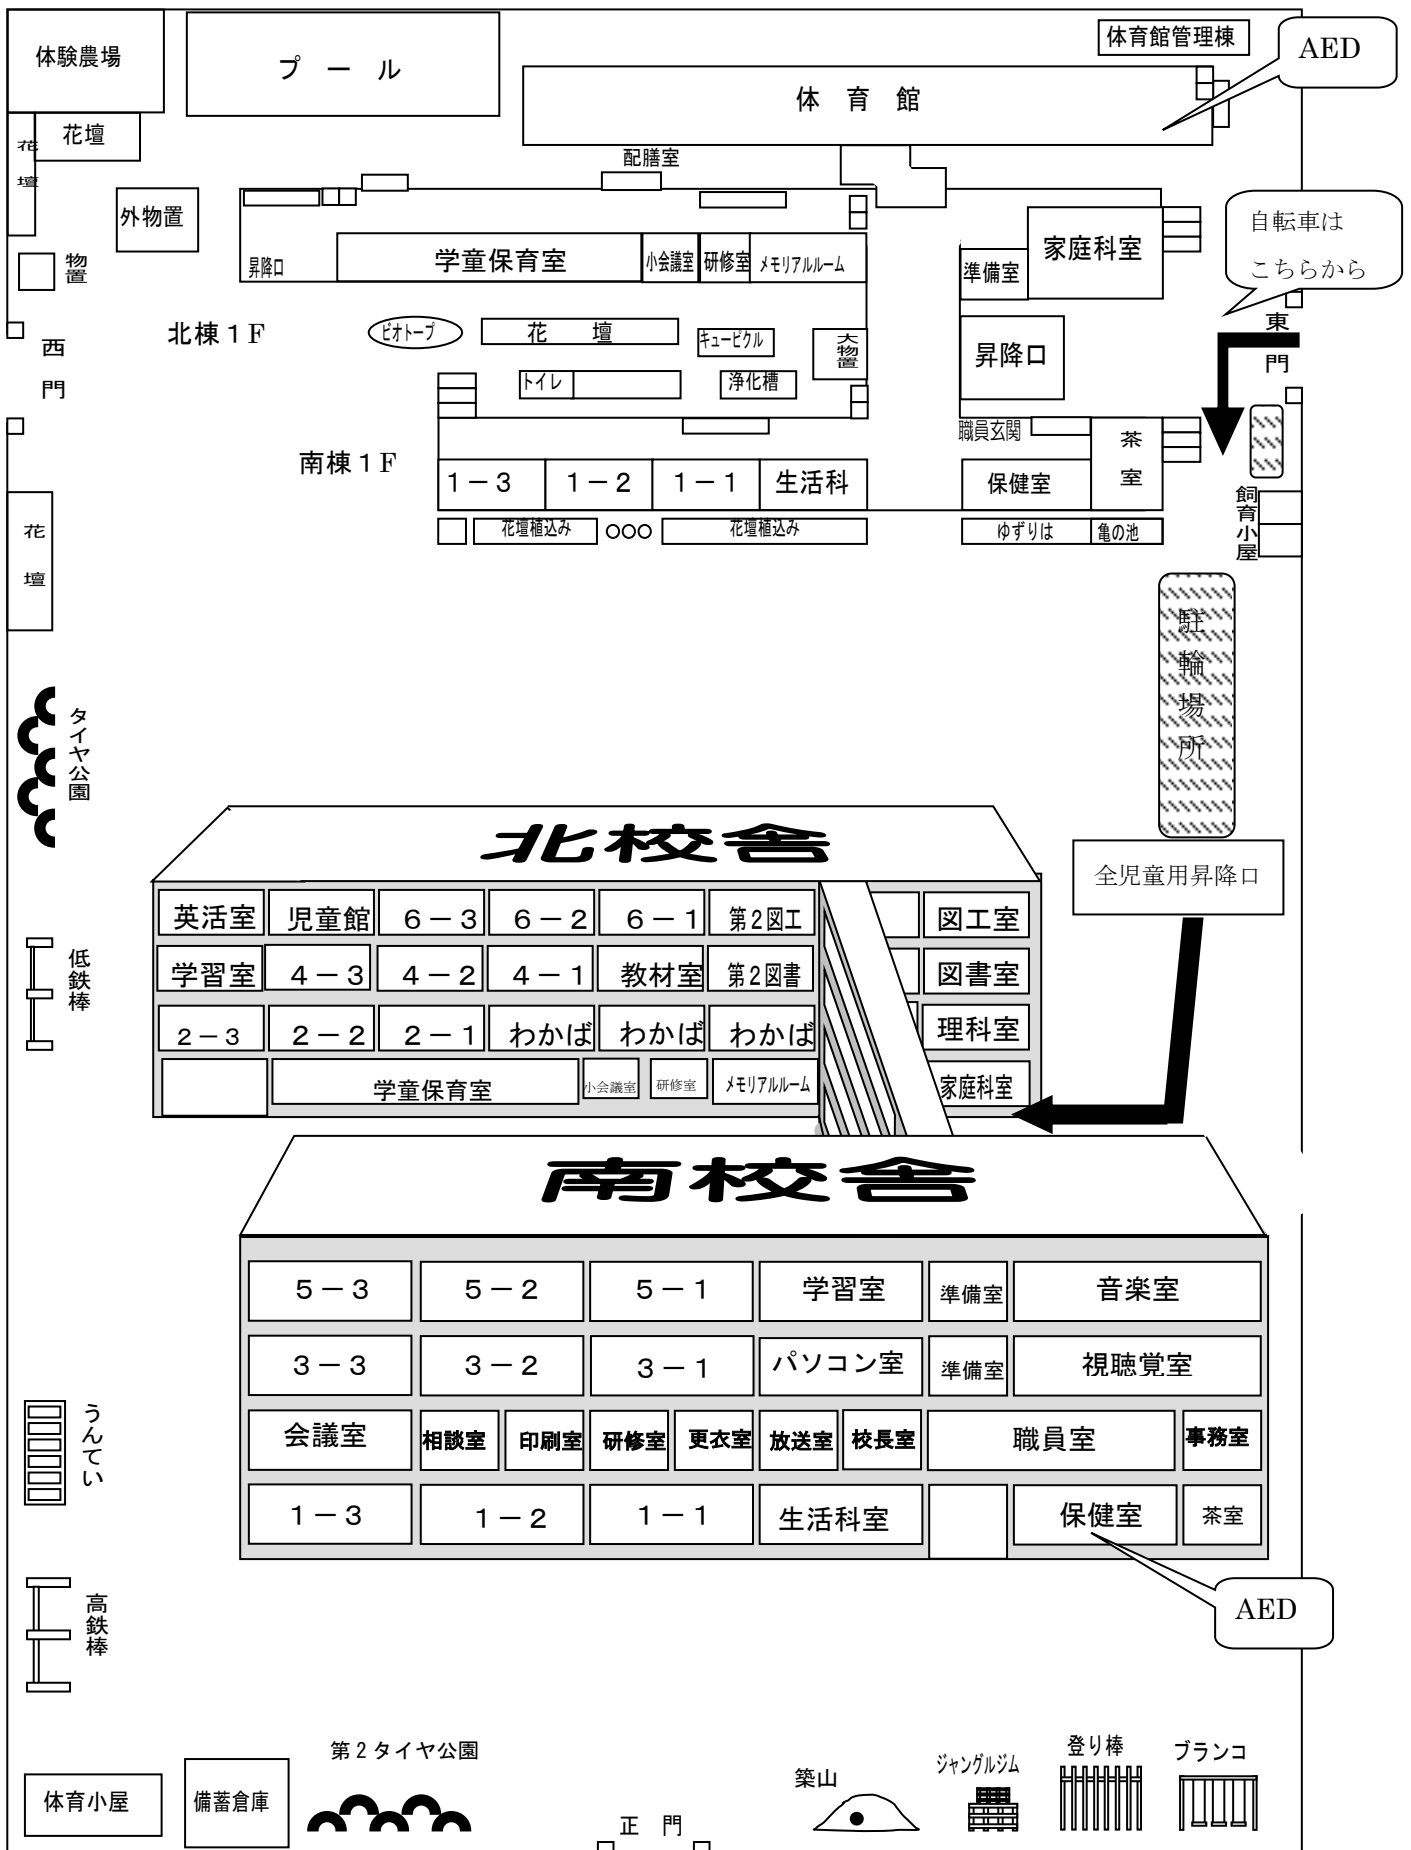 体育館管理棟
AED
体験農場
プール
体育館
花壇
花壇
配膳室
外物置
自転車は
こちらから
物置
昇降口
学童保育室
小会議室
研修室
メモリアルルーム
準備室
家庭科室
北棟1F
ビオトープ
花壇
キュービクル
大物置
昇降口
東門
西門
トイレ
浄化槽
南棟1F
職員玄関
茶室
1－3
1－2
1－1
生活科
保健室
花壇植込み
○○○
花壇植込み
ゆずりは
亀の池
飼育小屋
花壇
駐輪場所
タイヤ公園
北校舎
全児童用昇降口
英活室
児童館
6－3
6－2
6－1
第2図工
図工室
学習室
4－3
4－2
4－1
教材室
第2図書
図書室
低鉄棒
2－3
2－2
2－1
わかば
わかば
わかば
理科室
学童保育室
小会議室
研修室
メモリアルルーム
家庭科室
南校舎
5－3
5－2
5－1
学習室
準備室
音楽室
3－3
3－2
3－1
パソコン室
準備室
視聴覚室
うんてい
会議室
相談室
印刷室
研修室
更衣室
放送室
校長室
職員室
事務室
1－3
1－2
1－1
生活科室
保健室
茶室
高鉄棒
AED
第2タイヤ公園
築山
ジャングルジム
登り棒
ブランコ
体育小屋
備蓄倉庫
正門